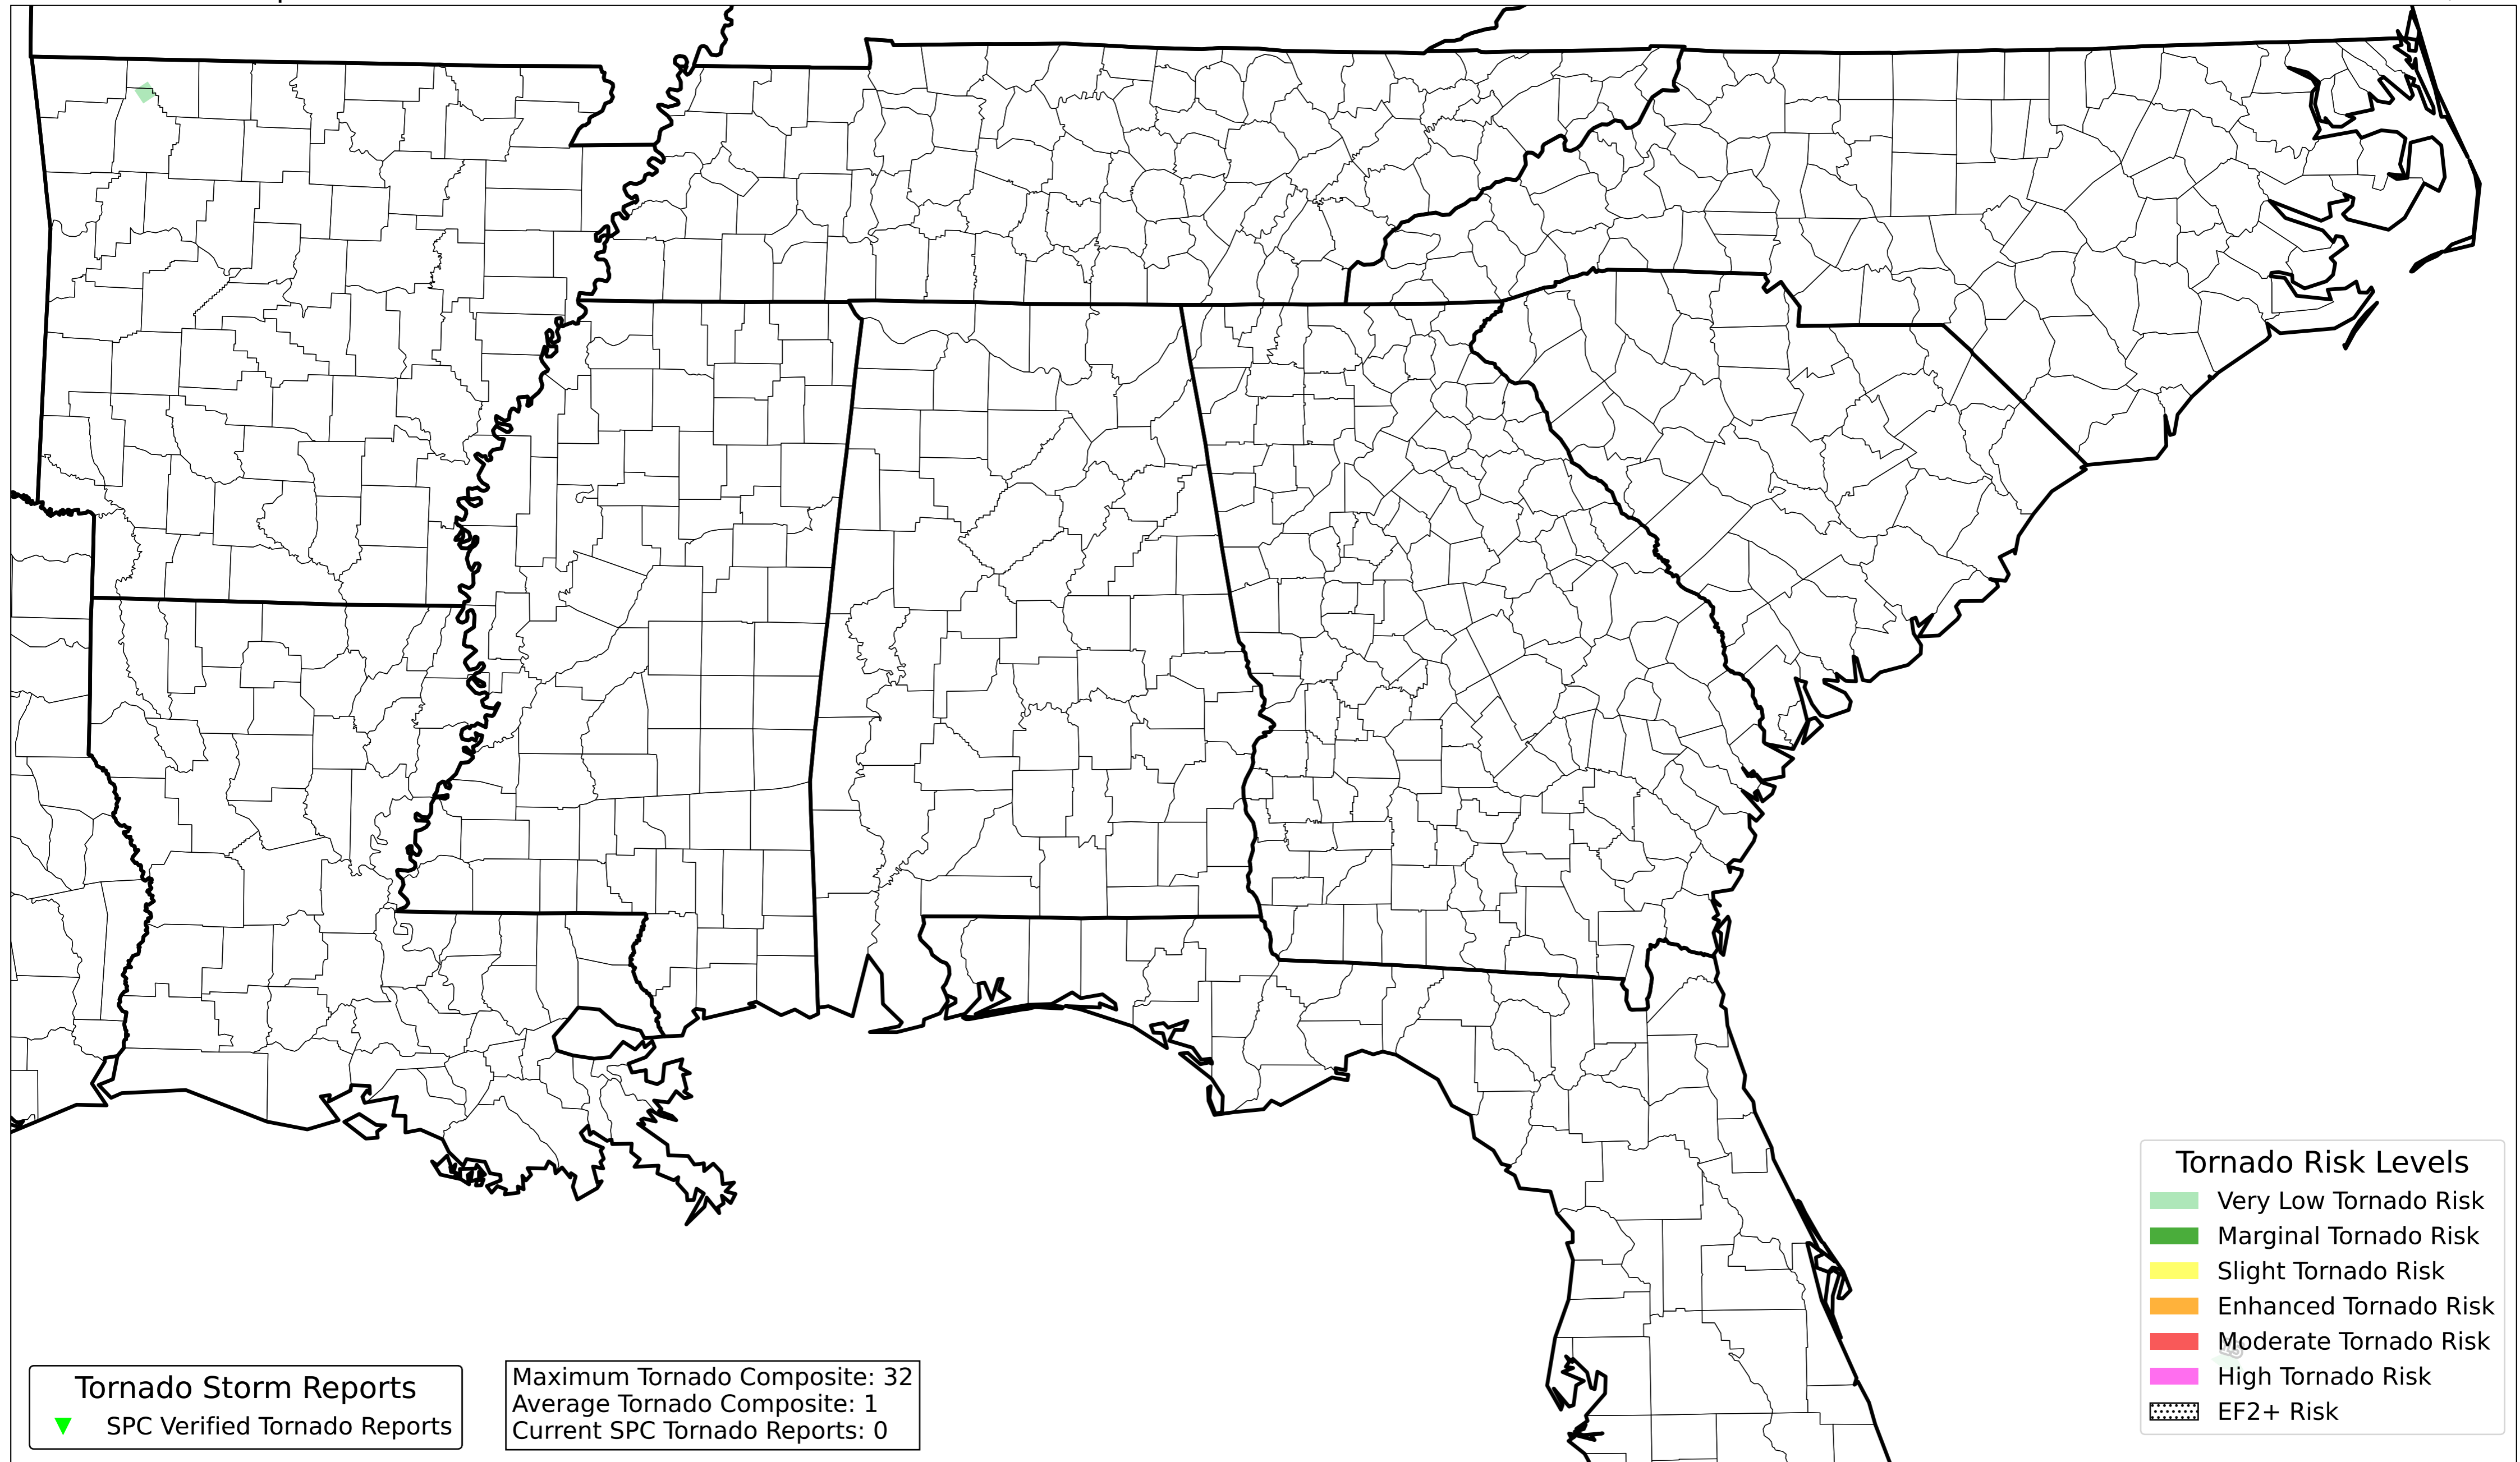 Tornado Risk Levels
Very Low Tornado Risk
Marginal Tornado Risk
Slight Tornado Risk
Enhanced Tornado Risk
Moderate Tornado Risk
High Tornado Risk
EF2+ Risk
Tornado Storm Reports
SPC Verified Tornado Reports
Maximum Tornado Composite: 32
Average Tornado Composite: 1
Current SPC Tornado Reports: 0